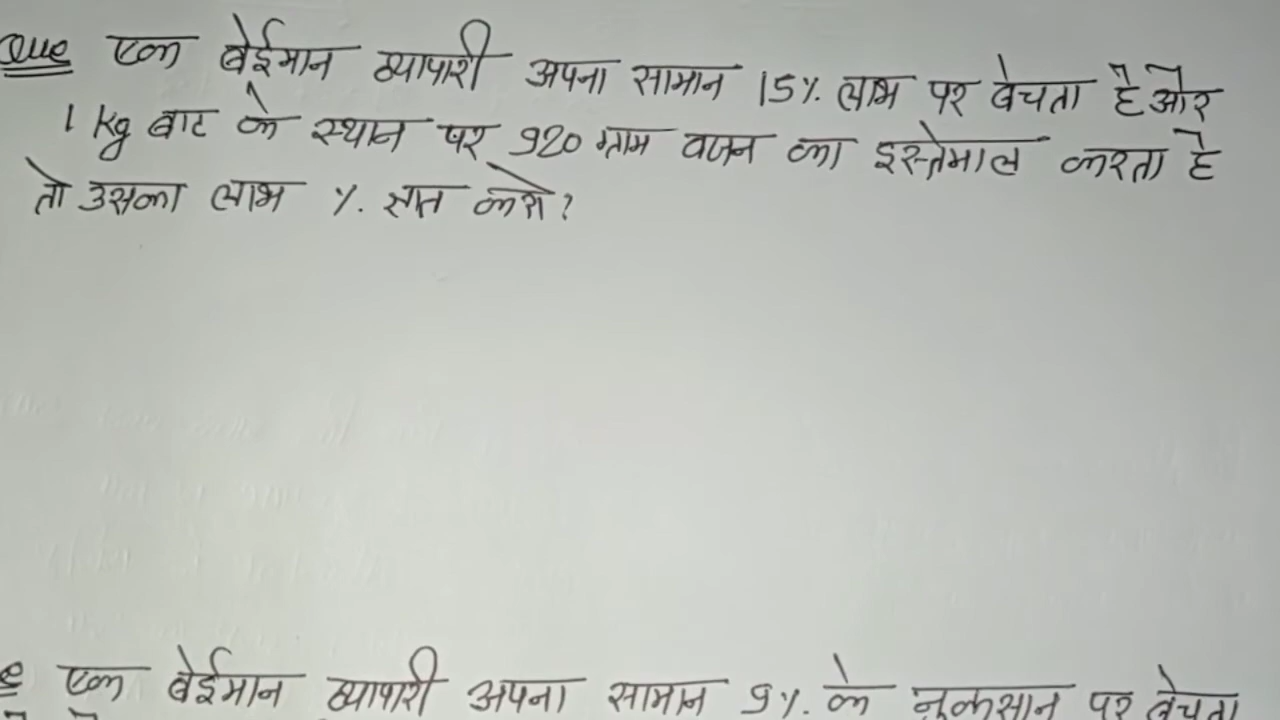 Que एक बेईमान व्यापारी अपना सामान 15%. लाभ पर बेचता है और
1 Kg बाट के स्थान पर 920 ग्राम वजन का इस्तेमाल करता है
तो उसका लाभ %. ज्ञात करो?
एक बेईमान व्यापारी अपना सामान 9%. के नुकसान पर बेचता